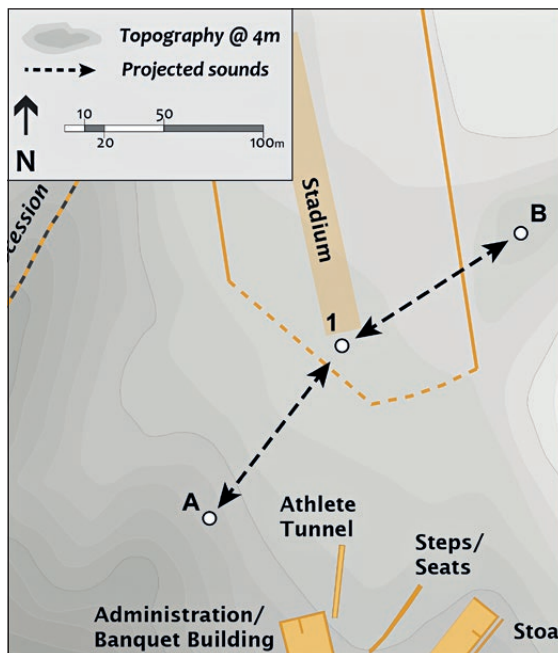 Topography @ 4m
Projected sounds
N
10
50
20
100m
cession
Stadium
B
1
A
Athlete
Tunnel
Steps/
Seats
Administration/
Banquet Building
Stoa